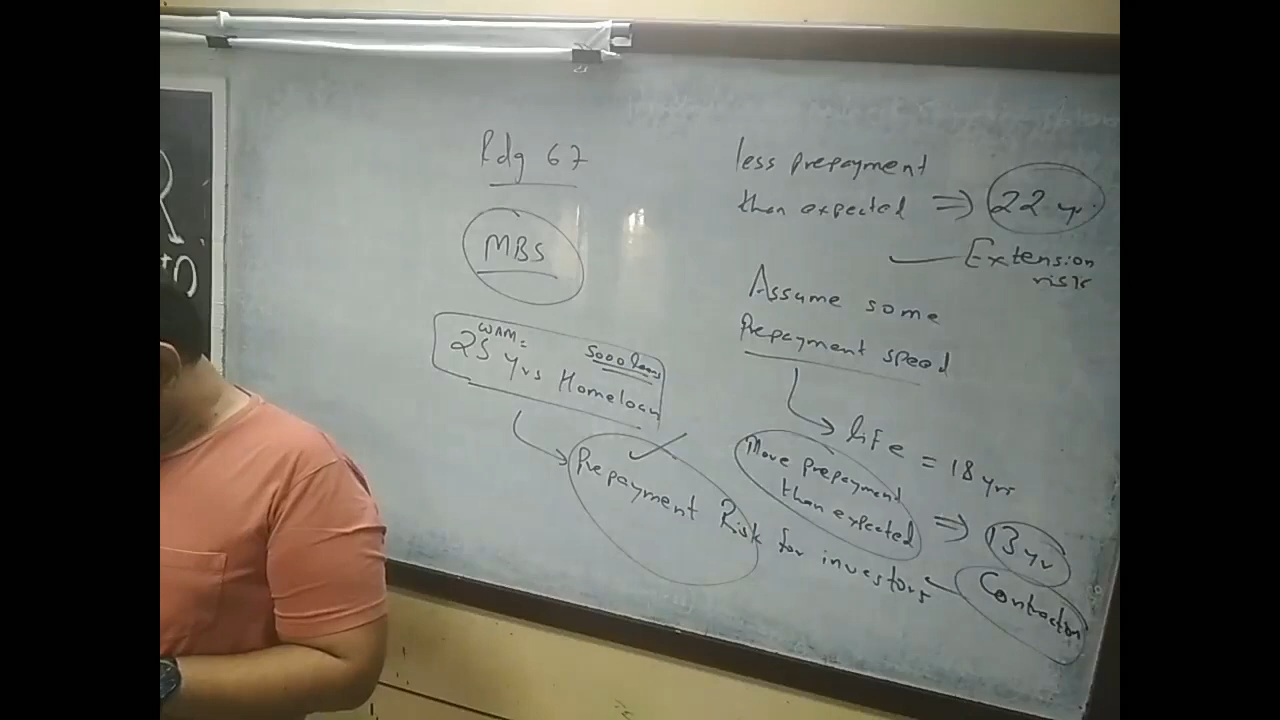 Rdg 67
MBS
WAM:
25 yrs Homeloan
5000 loans
Prepayment Risk for investors
less prepayment
than expected => 22 yr.
Extension
risk
Assume some
Prepayment speed
life = 18 yrs
More prepayment
than expected => 13 yr
Contraction